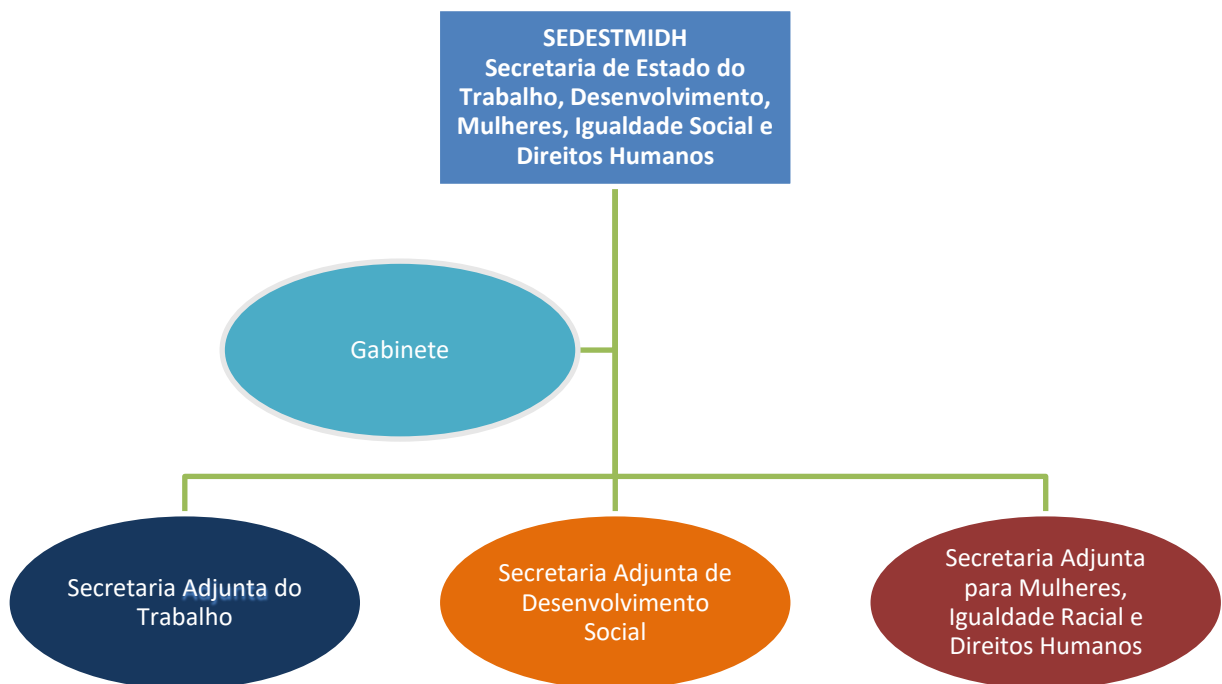 SEDESTMIDH
Secretaria de Estado do
Trabalho, Desenvolvimento,
Mulheres, Igualdade Social e
Direitos Humanos
Gabinete
Secretaria Adjunta do
Trabalho
Secretaria Adjunta de
Desenvolvimento
Social
Secretaria Adjunta
para Mulheres,
Igualdade Racial e
Direitos Humanos